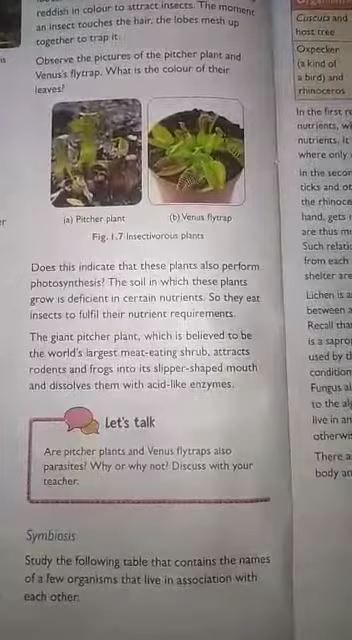 reddish in colour to attract insects. The moment
an insect touches the hair, the lobes mesh up
together to trap it.
Observe the pictures of the pitcher plant and
Venus's flytrap. What is the colour of their
leaves?
(a) Pitcher plant
(b) Venus flytrap
Fig. 1.7 Insectivorous plants
Does this indicate that these plants also perform
photosynthesis? The soil in which these plants
grow is deficient in certain nutrients. So they eat
insects to fulfil their nutrient requirements.
The giant pitcher plant, which is believed to be
the world's largest meat-eating shrub, attracts
rodents and frogs into its slipper-shaped mouth
and dissolves them with acid-like enzymes.
Let's talk
Are pitcher plants and Venus flytraps also
parasites? Why or why not? Discuss with your
teacher.
Symbiosis
Study the following table that contains the names
of a few organisms that live in association with
each other.
Cuscuta and
host tree
Oxpecker
(a kind of
a bird) and
rhinoceros
In the first
nutrients,
nutrients. It
where only
In the
ticks and
the
hand, gets
are thus
Such
from each
shelter are
Lichen is
between
Recall
is a
used by
condition
Fungus
to the
live in
There
body